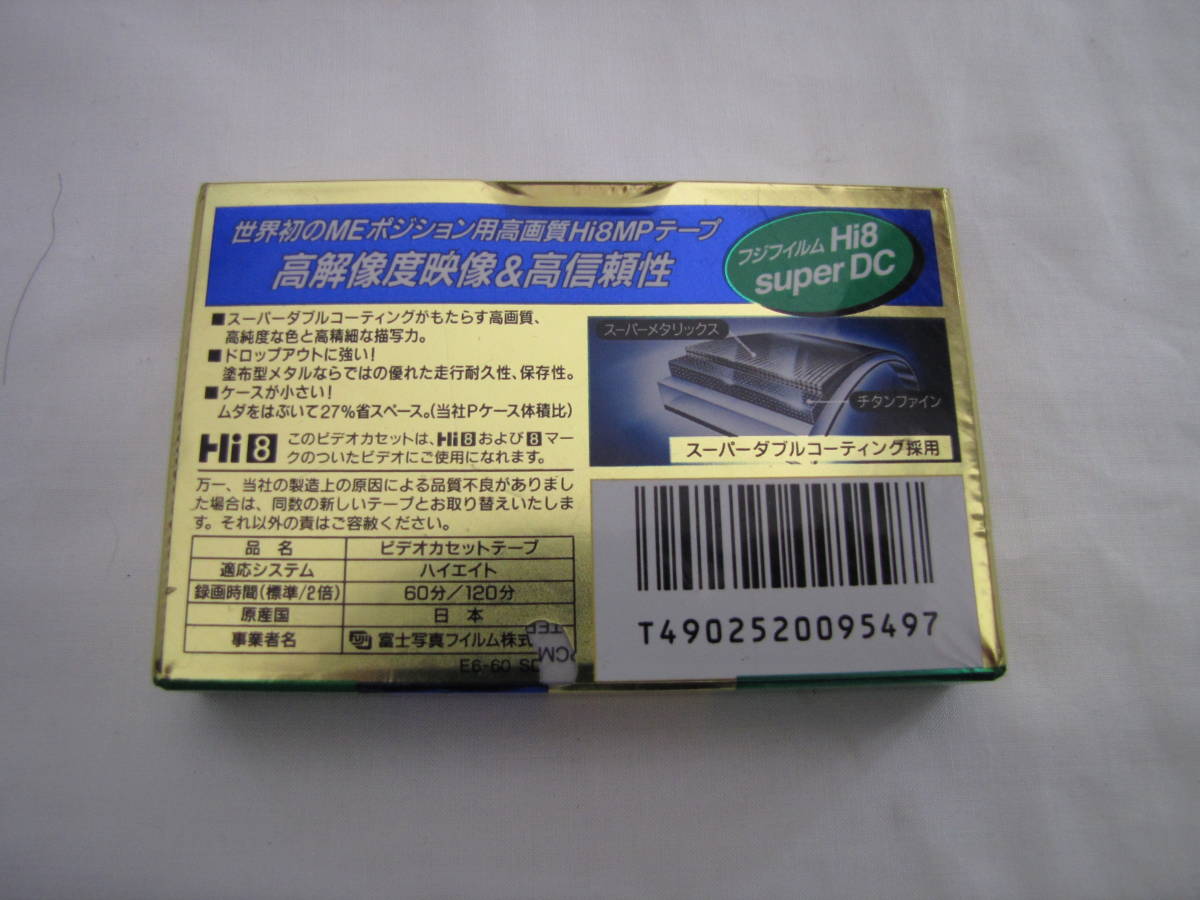 世界初のMEポジション用高画質Hi8MPテープ
高解像度映像&高信頼性
フジフイルム Hi8
super DC
■スーパーダブルコーティングがもたらす高画質、
高純度な色と高精細な描写力。
■ドロップアウトに強い!
塗布型メタルならではの優れた走行耐久性、保存性。
■ケースが小さい!
ムダをはぶいて27%省スペース。(当社Pケース体積比)
Hi8 このビデオカセットは、Hi8および8マー
クのついたビデオにご使用になれます。
スーパーメタリックス
チタンファイン
スーパーダブルコーティング採用
万一、当社の製造上の原因による品質不良がありまし
た場合は、同数の新しいテープとお取り替えいたしま
す。それ以外の責はご容赦ください。
品名 ビデオカセットテープ
適応システム ハイエイト
録画時間(標準/2倍) 60分/120分
原産国 日本
事業者名 FUJI 富士写真フイルム株式
E6-60
PCM
T4902520095497